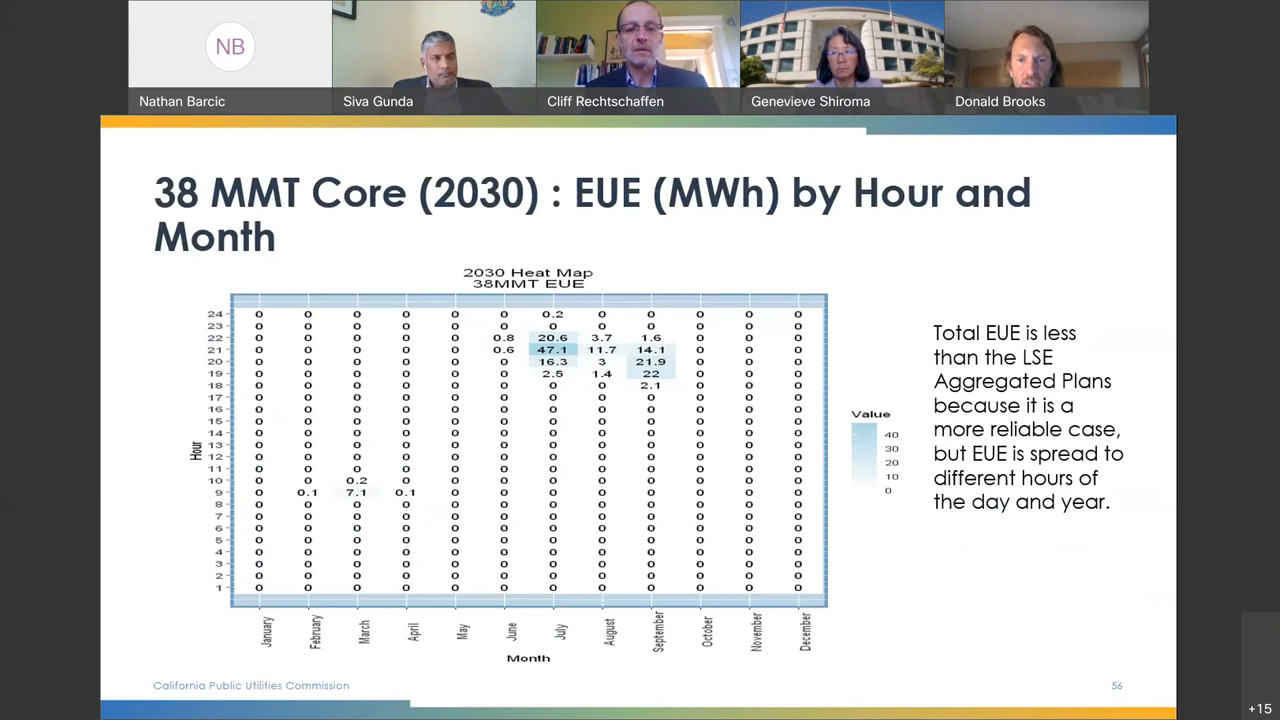 NB
Nathan Barcic
Siva Gunda
Cliff Rechtschaffen
Genevieve Shiroma
Donald Brooks
38 MMT Core (2030) : EUE (MWh) by Hour and
Month
2030 Heat Map
38MMT EUE
24 0 0 0 0 0 0 0.2 0 0 0 0 0
23 0 0 0 0 0 0 0 0 0 0 0 0
22 0 0 0 0 0 0.8 20.6 3.7 1.6 0 0 0
21 0 0 0 0 0 0.6 47.1 11.7 14.1 0 0 0
20 0 0 0 0 0 0 16.3 3 21.9 0 0 0
19 0 0 0 0 0 0 2.5 1.4 22 0 0 0
18 0 0 0 0 0 0 0 0 2.1 0 0 0
17 0 0 0 0 0 0 0 0 0 0 0 0
16 0 0 0 0 0 0 0 0 0 0 0 0
15 0 0 0 0 0 0 0 0 0 0 0 0
14 0 0 0 0 0 0 0 0 0 0 0 0
13 0 0 0 0 0 0 0 0 0 0 0 0
12 0 0 0 0 0 0 0 0 0 0 0 0
11 0 0 0 0 0 0 0 0 0 0 0 0
10 0 0 0.2 0 0 0 0 0 0 0 0 0
9 0 0.1 7.1 0.1 0 0 0 0 0 0 0 0
8 0 0 0 0 0 0 0 0 0 0 0 0
7 0 0 0 0 0 0 0 0 0 0 0 0
6 0 0 0 0 0 0 0 0 0 0 0 0
5 0 0 0 0 0 0 0 0 0 0 0 0
4 0 0 0 0 0 0 0 0 0 0 0 0
3 0 0 0 0 0 0 0 0 0 0 0 0
2 0 0 0 0 0 0 0 0 0 0 0 0
1 0 0 0 0 0 0 0 0 0 0 0 0
Hour
January
February
March
April
May
June
July
August
September
October
November
December
Month
Value
40
30
20
10
0
Total EUE is less
than the LSE
Aggregated Plans
because it is a
more reliable case,
but EUE is spread to
different hours of
the day and year.
California Public Utilities Commission
56
+15